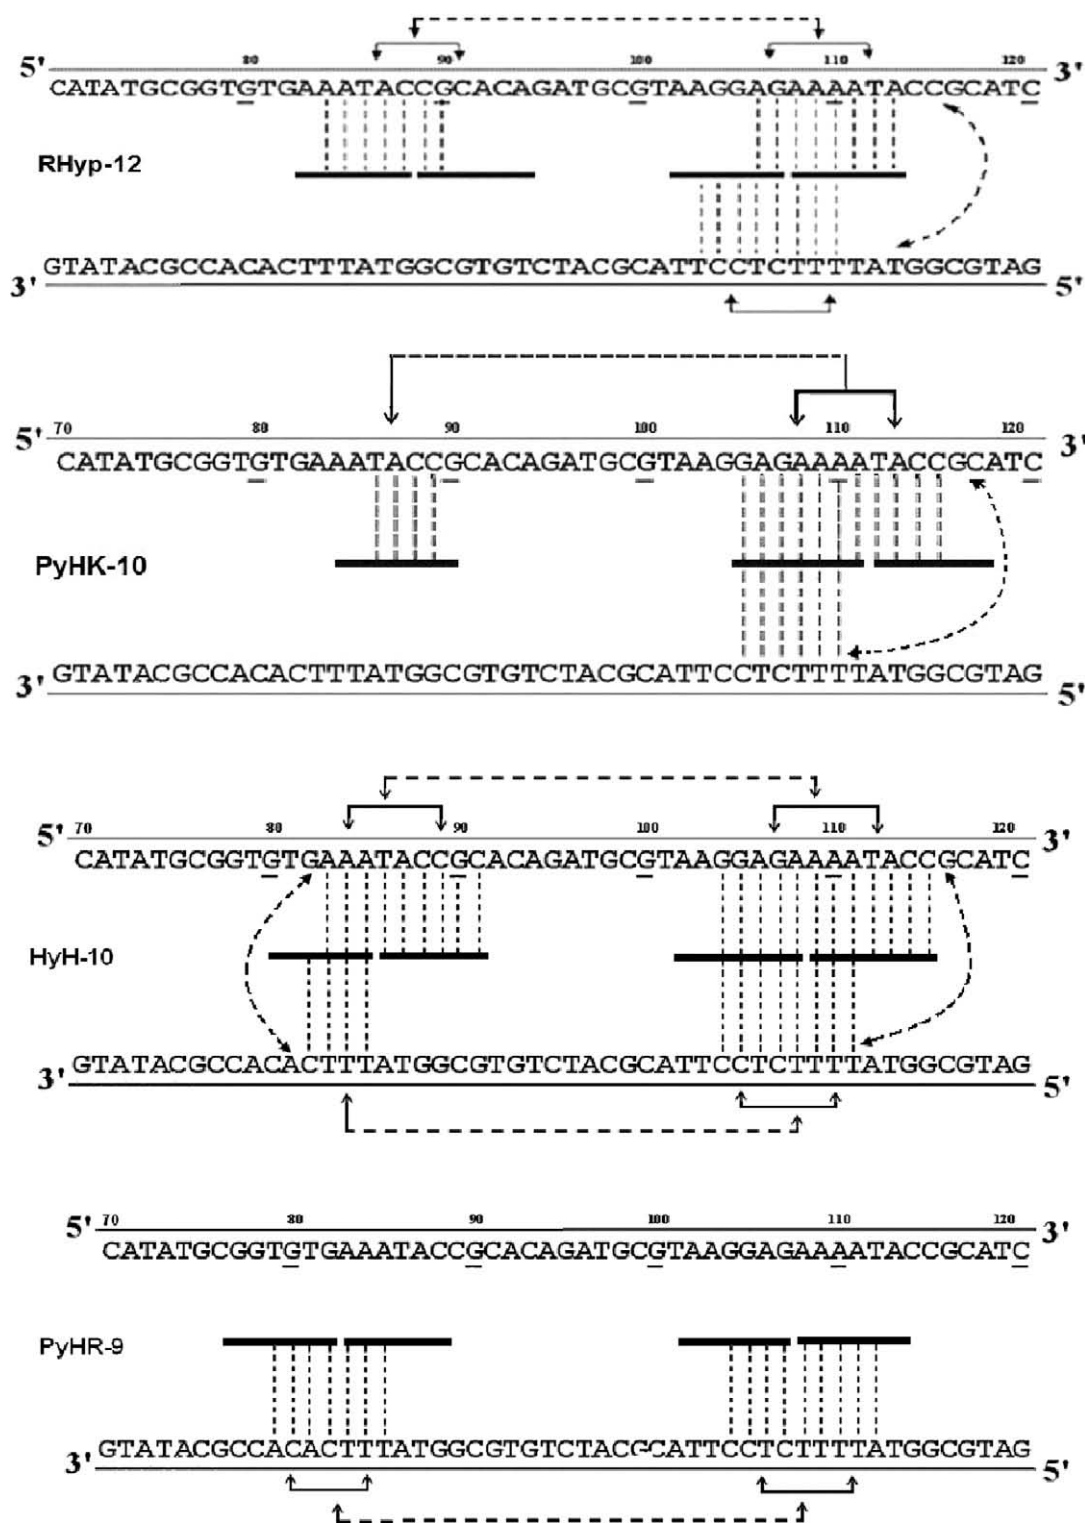 80 90 100 110 120
5' 3'
CATATGCGGTGTGAAATACCGCACAGATGCGTAAGGAGAAAATACCGCATC
RHyp-12
GTATACGCCACACTTTATGGCGTGTCTACGCATTCCTCTTTTATGGCGTAG
3' 5'
5' 70 80 90 100 110 120 3'
CATATGCGGTGTGAAATACCGCACAGATGCGTAAGGAGAAAATACCGCATC
PyHK-10
GTATACGCCACACTTTATGGCGTGTCTACGCATTCCTCTTTTATGGCGTAG
3' 5'
5' 70 80 90 100 110 120 3'
CATATGCGGTGTGAAATACCGCACAGATGCGTAAGGAGAAAATACCGCATC
HyH-10
GTATACGCCACACTTTATGGCGTGTCTACGCATTCCTCTTTTATGGCGTAG
3' 5'
5' 70 80 90 100 110 120 3'
CATATGCGGTGTGAAATACCGCACAGATGCGTAAGGAGAAAATACCGCATC
PyHR-9
GTATACGCCACACTTTATGGCGTGTCTACGCATTCCTCTTTTATGGCGTAG
3' 5'